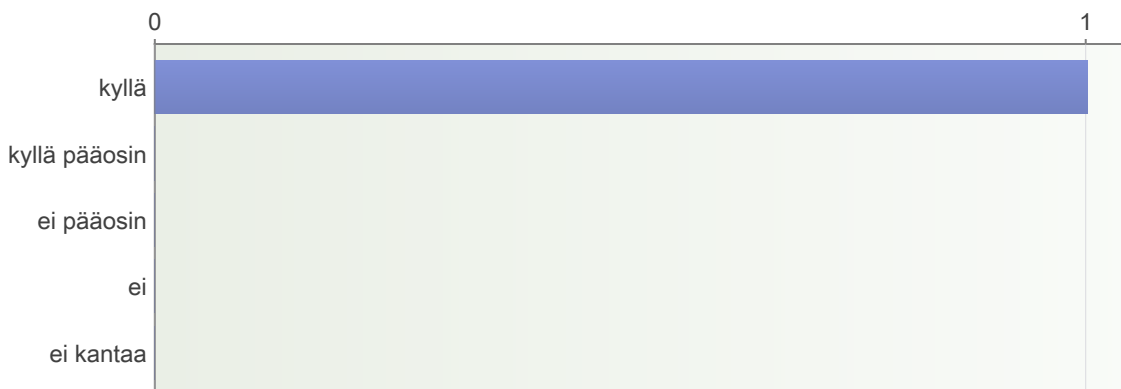 0 1
kyllä
kyllä pääosin
ei pääosin
ei
ei kantaa